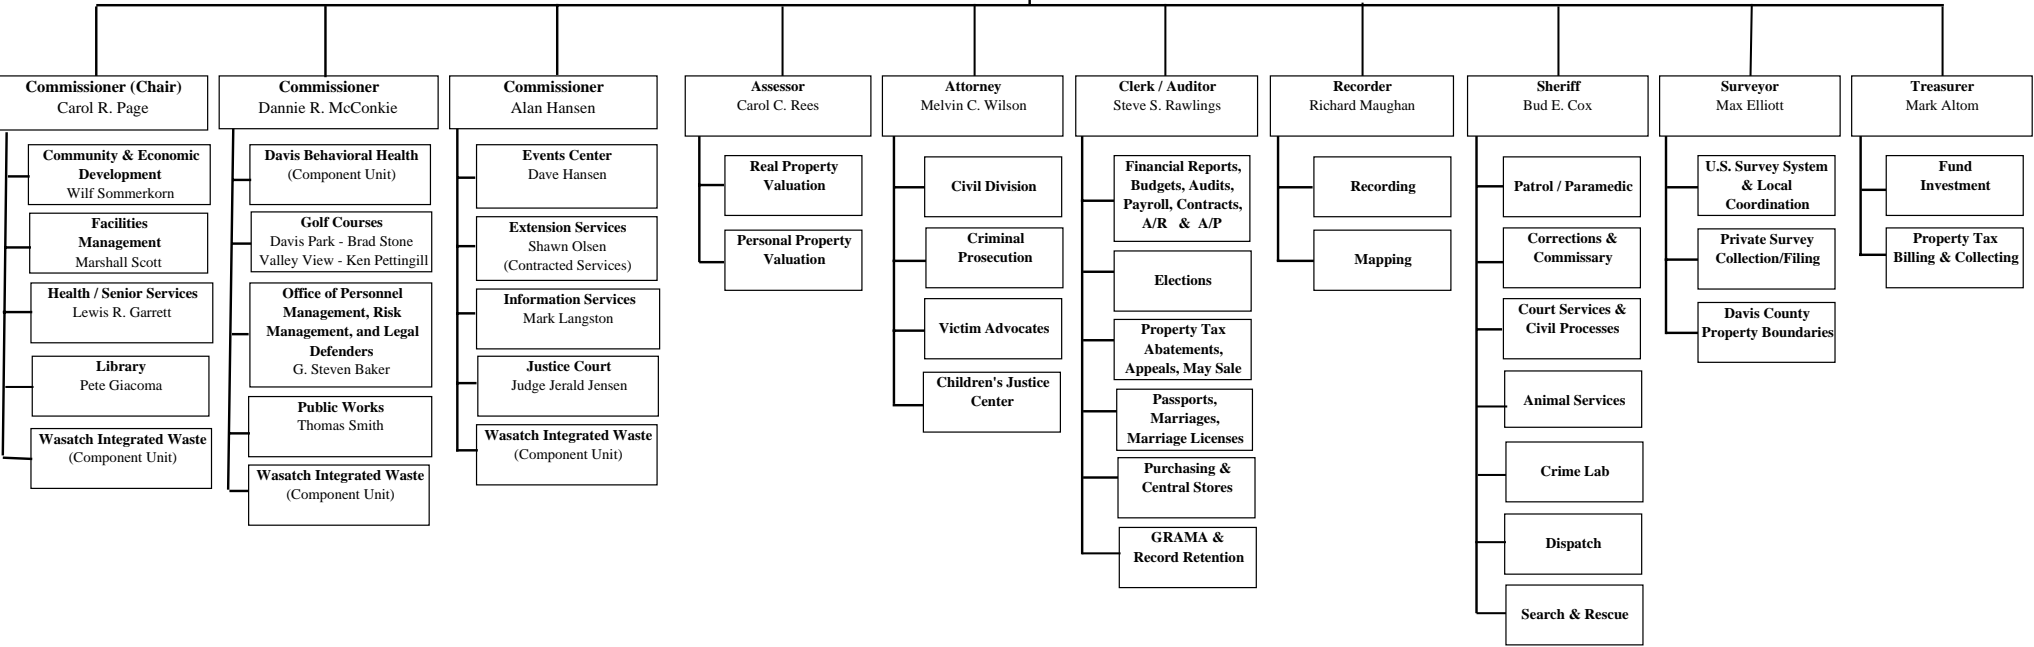 Commissioner (Chair)
Carol R. Page
Community & Economic
Development
Wilf Sommerkorn
Facilities
Management
Marshall Scott
Health / Senior Services
Lewis R. Garrett
Library
Pete Giacoma
Wasatch Integrated Waste
(Component Unit)
Commissioner
Dannie R. McConkie
Davis Behavioral Health
(Component Unit)
Golf Courses
Davis Park - Brad Stone
Valley View - Ken Pettingill
Office of Personnel
Management, Risk
Management, and Legal
Defenders
G. Steven Baker
Public Works
Thomas Smith
Wasatch Integrated Waste
(Component Unit)
Commissioner
Alan Hansen
Events Center
Dave Hansen
Extension Services
Shawn Olsen
(Contracted Services)
Information Services
Mark Langston
Justice Court
Judge Jerald Jensen
Wasatch Integrated Waste
(Component Unit)
Assessor
Carol C. Rees
Real Property
Valuation
Personal Property
Valuation
Attorney
Melvin C. Wilson
Civil Division
Criminal
Prosecution
Victim Advocates
Children's Justice
Center
Clerk / Auditor
Steve S. Rawlings
Financial Reports,
Budgets, Audits,
Payroll, Contracts,
A/R & A/P
Elections
Property Tax
Abatements,
Appeals, May Sale
Passports,
Marriages,
Marriage Licenses
Purchasing &
Central Stores
GRAMA &
Record Retention
Recorder
Richard Maughan
Recording
Mapping
Sheriff
Bud E. Cox
Patrol / Paramedic
Corrections &
Commissary
Court Services &
Civil Processes
Animal Services
Crime Lab
Dispatch
Search & Rescue
Surveyor
Max Elliott
U.S. Survey System
& Local
Coordination
Private Survey
Collection/Filing
Davis County
Property Boundaries
Treasurer
Mark Altom
Fund
Investment
Property Tax
Billing & Collecting